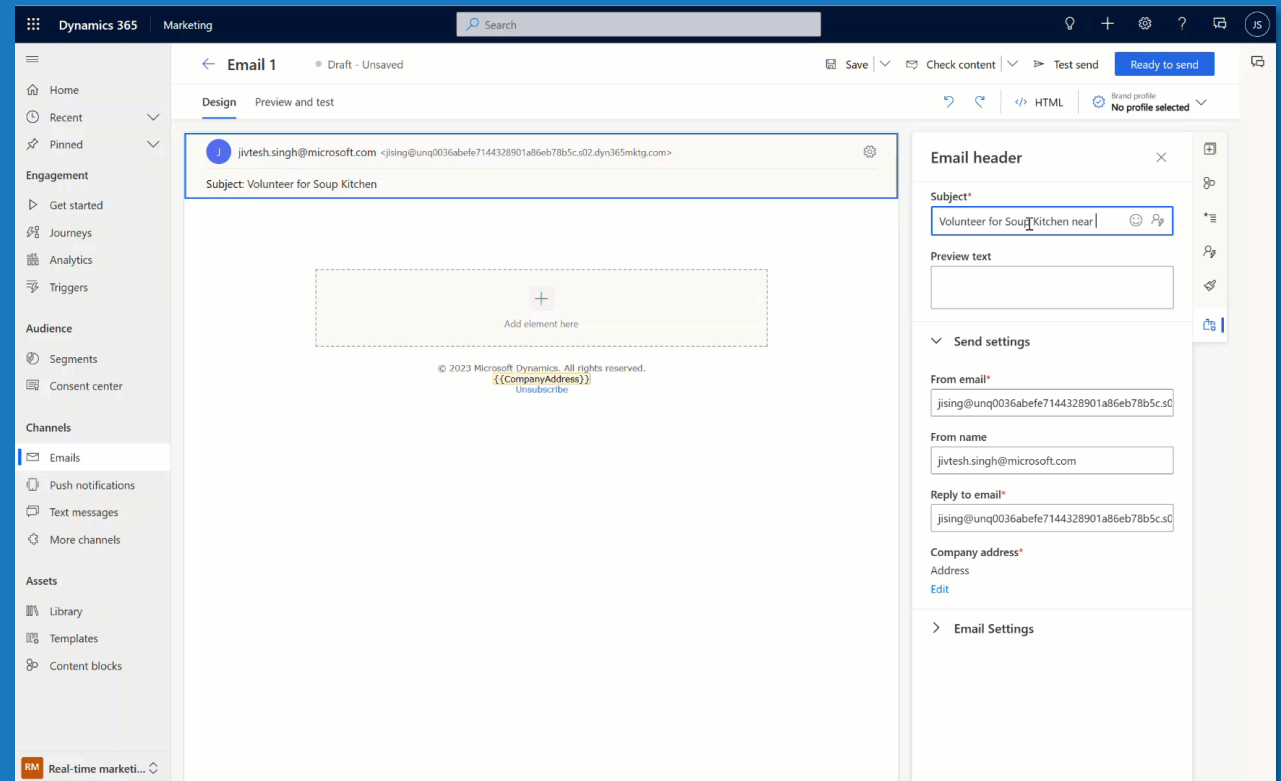 Dynamics 365 Marketing Search JS
Home
Recent
Pinned
Engagement
Get started
Journeys
Analytics
Triggers
Audience
Segments
Consent center
Channels
Emails
Push notifications
Text messages
More channels
Assets
Library
Templates
Content blocks
RM Real-time marketi...
Email 1 Draft - Unsaved Save Check content Test send Ready to send
Design Preview and test HTML Brand profile
No profile selected
J jivtesh.singh@microsoft.com <jising@unq0036abefe7144328901a86eb78b5c.s02.dyn365mktg.com>
Subject: Volunteer for Soup Kitchen
Add element here
© 2023 Microsoft Dynamics. All rights reserved.
{{CompanyAddress}}
Unsubscribe
Email header
Subject*
Volunteer for Soup Kitchen near
Preview text
Send settings
From email*
jising@unq0036abefe7144328901a86eb78b5c.s0
From name
jivtesh.singh@microsoft.com
Reply to email*
jising@unq0036abefe7144328901a86eb78b5c.s0
Company address*
Address
Edit
Email Settings